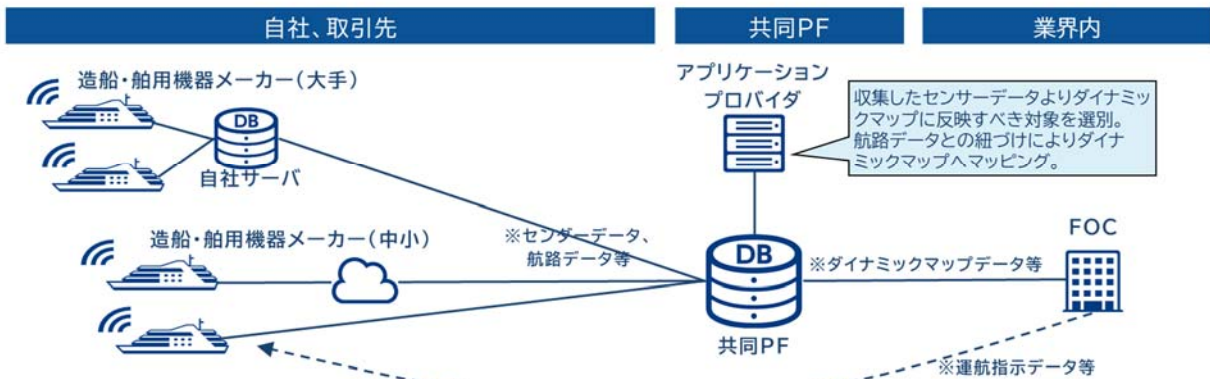 自社、取引先
共同PF
業界内
造船・舶用機器メーカー(大手)
DB
自社サーバ
アプリケーション
プロバイダ
収集したセンサーデータよりダイナミッ
クマップに反映すべき対象を選別。
航路データとの紐づけによりダイナ
ミックマップへマッピング。
造船・舶用機器メーカー(中小)
※センダーデータ、
航路データ等
DB
共同PF
※ダイナミックマップデータ等
FOC
※運航指示データ等